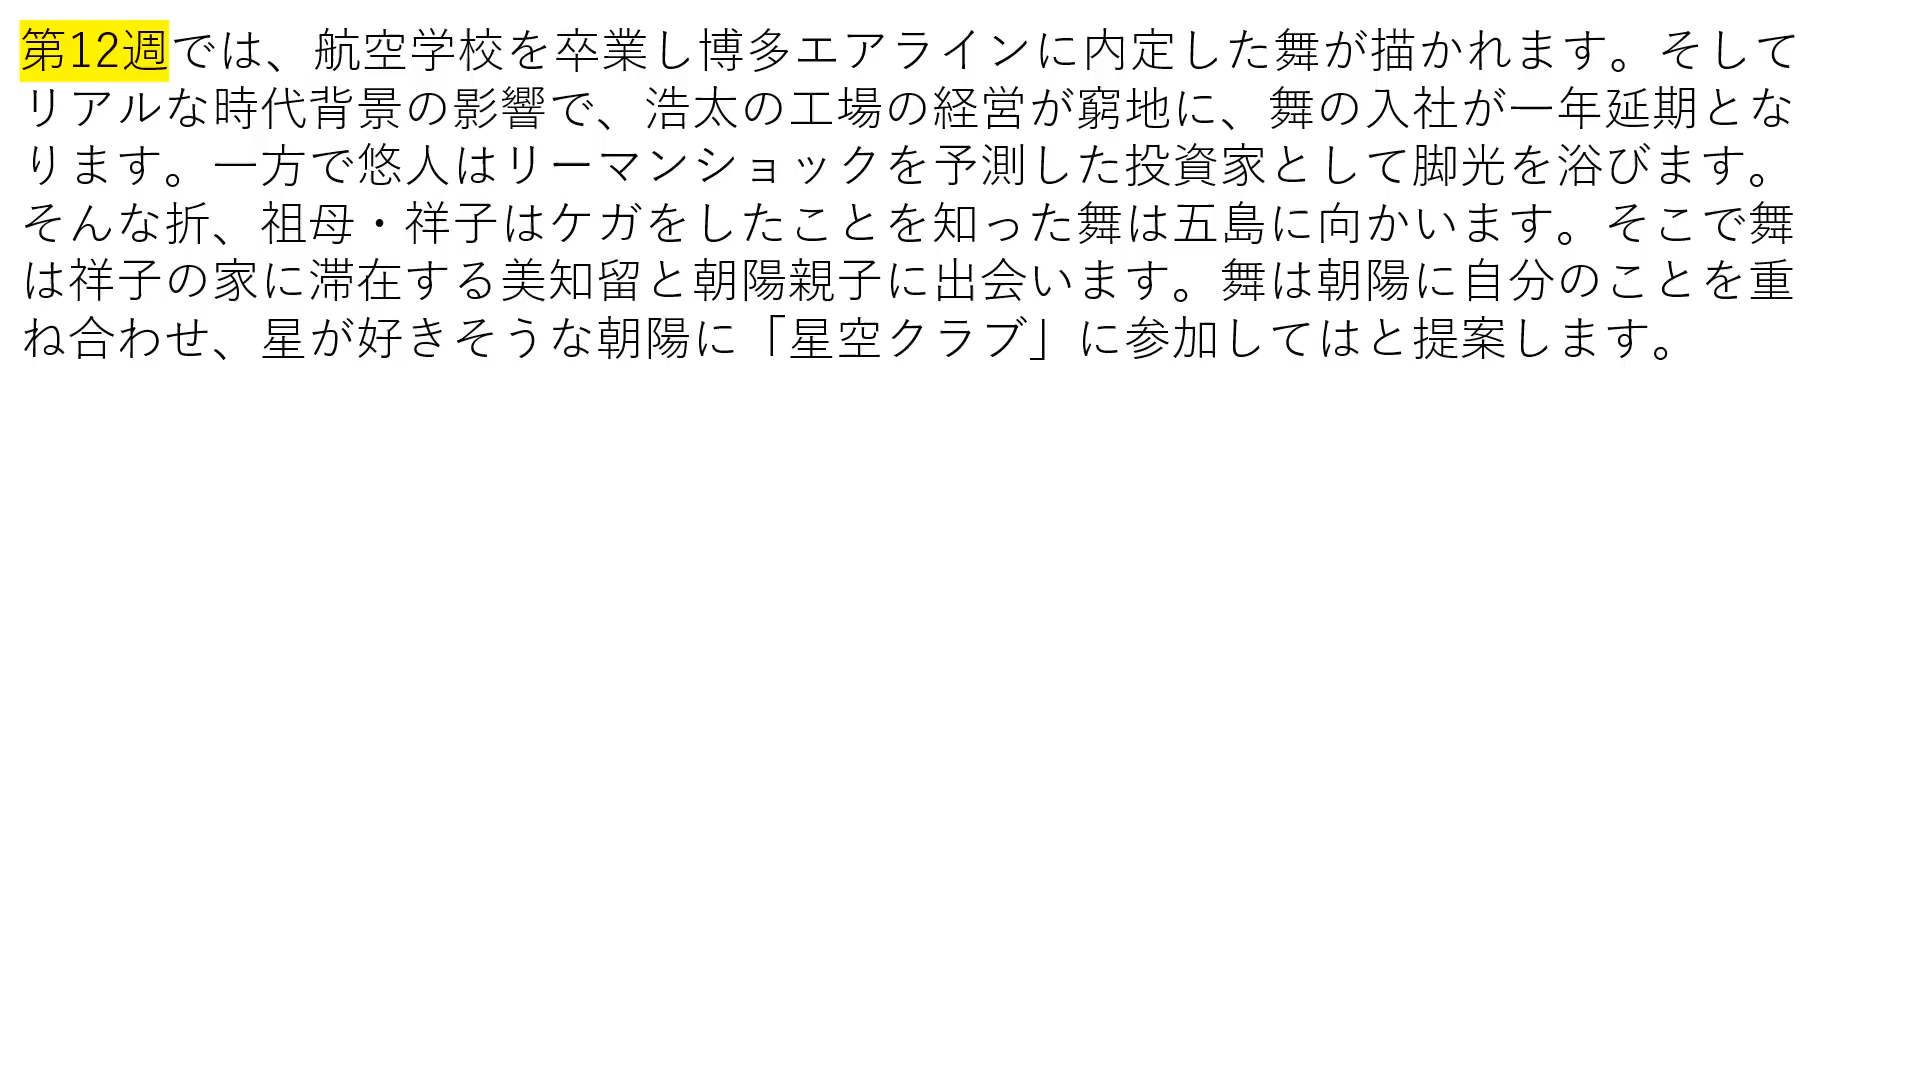 第12週では、航空学校を卒業し博多エアラインに内定した舞が描かれます。そして
リアルな時代背景の影響で、浩太の工場の経営が窮地に、舞の入社が一年延期とな
ります。一方で悠人はリーマンショックを予測した投資家として脚光を浴びます。
そんな折、祖母・祥子はケガをしたことを知った舞は五島に向かいます。そこで舞
は祥子の家に滞在する美知留と朝陽親子に出会います。舞は朝陽に自分のことを重
ね合わせ、星が好きそうな朝陽に「星空クラブ」に参加してはと提案します。